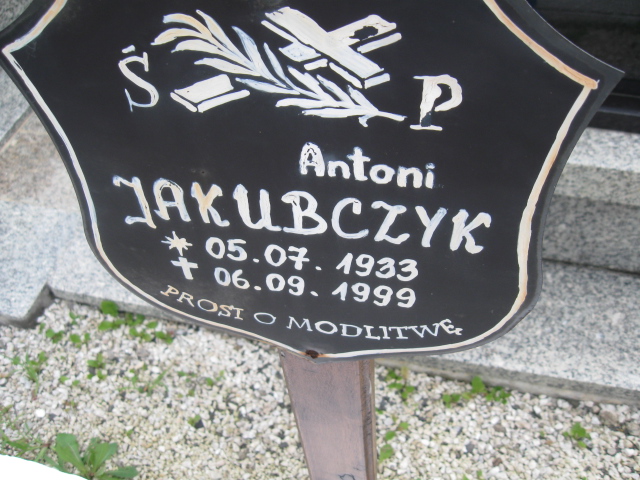 Ś P
Antoni
JAKUBCZYK
* 05.07.1933
✝ 06.09.1999
PROSI O MODLITWĘ